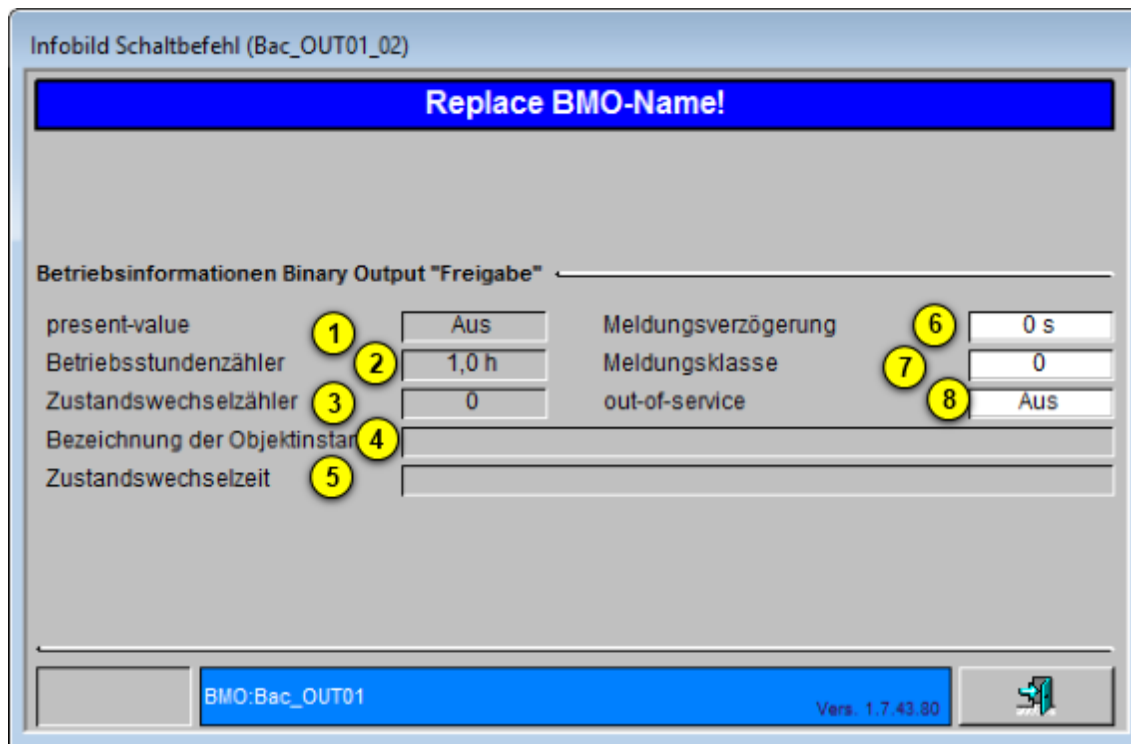 Infobild Schaltbefehl (Bac_OUT01_02)
Replace BMO-Name!
Betriebsinformationen Binary Output "Freigabe"
present-value 1 Aus Meldungsverzögerung 6 0 s
Betriebsstundenzähler 2 1,0 h Meldungsklasse 7 0
Zustandswechselzähler 3 0 out-of-service 8 Aus
Bezeichnung der Objektinstan 4
Zustandswechselzeit 5
BMO:Bac_OUT01 Vers. 1.7.43.80